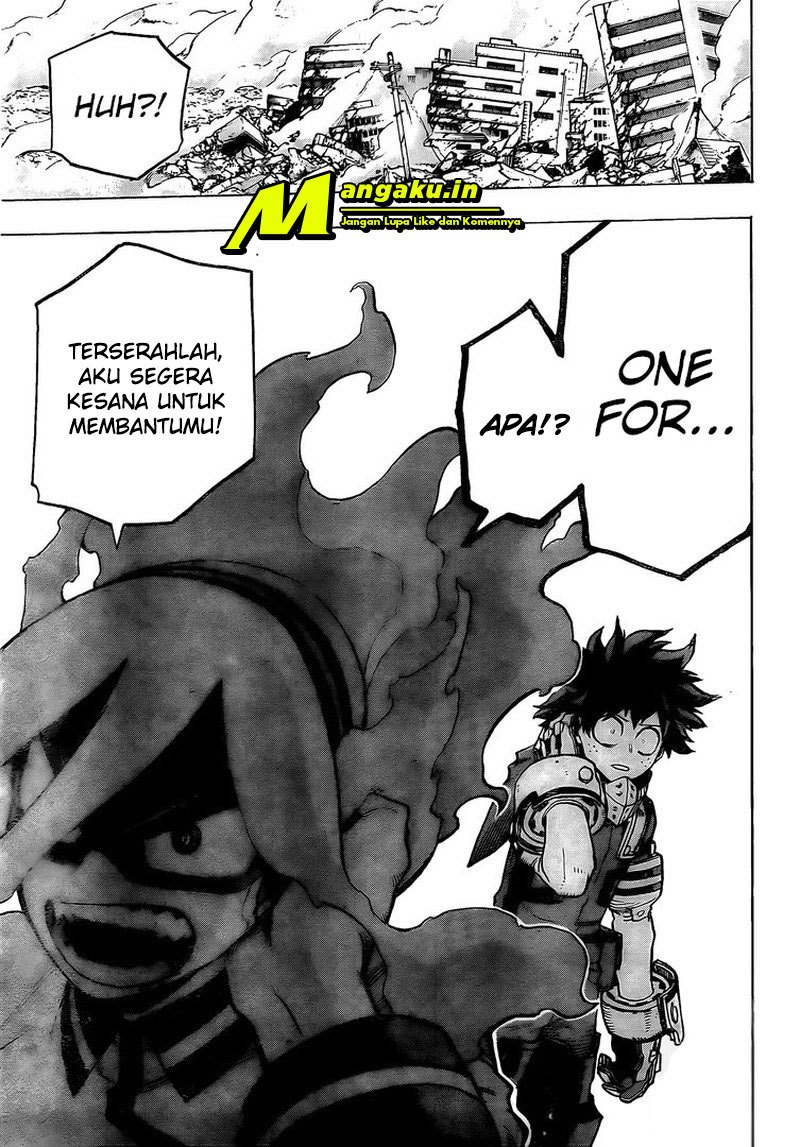 HUH?!
Mangaku.in
Jangan Lupa Like dan Komennya
ONE
FOR...
APA!?
TERSERAHLAH,
AKU SEGERA
KESANA UNTUK
MEMBANTUMU!